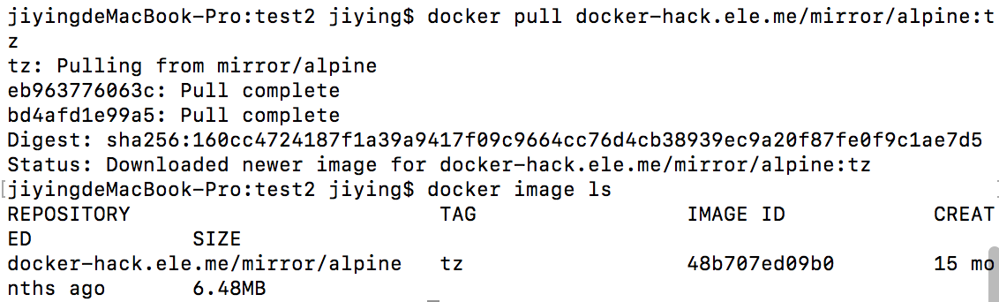 jiyingdeMacBook-Pro:test2 jiying$ docker pull docker-hack.ele.me/mirror/alpine:t
z
tz: Pulling from mirror/alpine
eb963776063c: Pull complete
bd4afd1e99a5: Pull complete
Digest: sha256:160cc4724187f1a39a9417f09c9664cc76d4cb38939ec9a20f87fe0f9c1ae7d5
Status: Downloaded newer image for docker-hack.ele.me/mirror/alpine:tz
[jiyingdeMacBook-Pro:test2 jiying$ docker image ls
REPOSITORY                         TAG                 IMAGE ID            CREAT
ED             SIZE
docker-hack.ele.me/mirror/alpine   tz                  48b707ed09b0        15 mo
nths ago       6.48MB